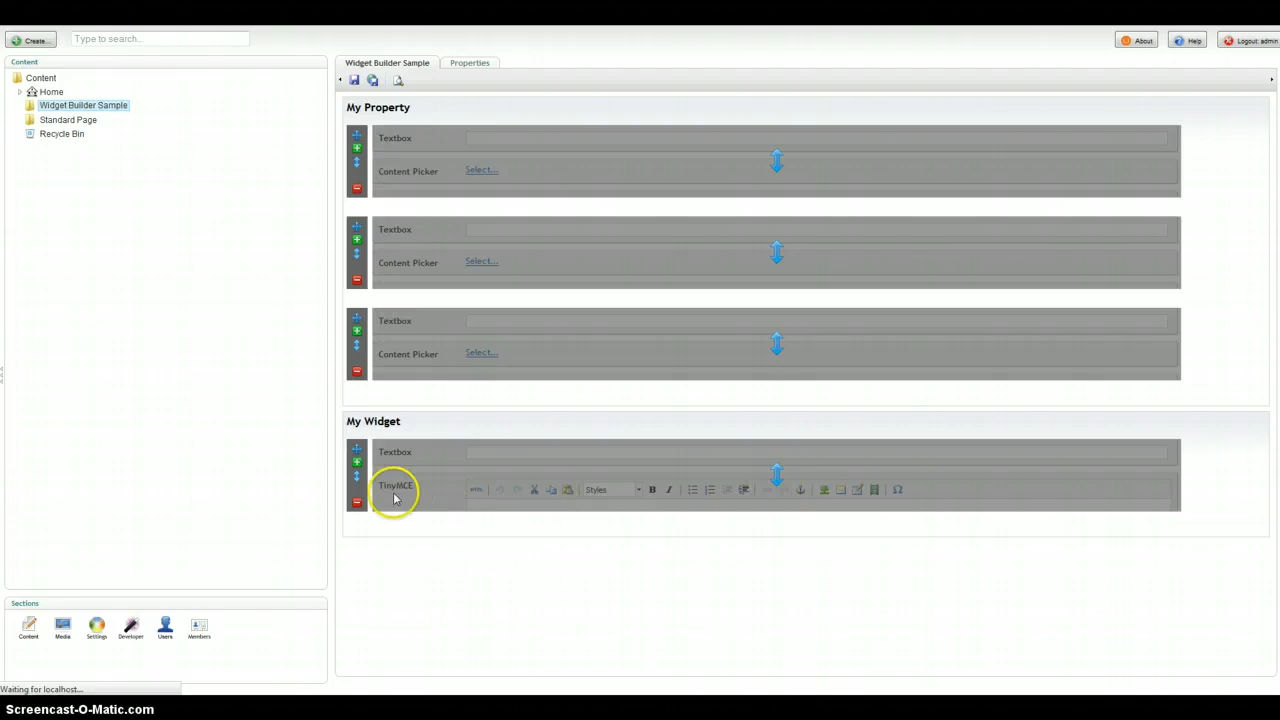 Create...
Type to search...
About
Help
Logout: admin
Content
Content
Home
Widget Builder Sample
Standard Page
Recycle Bin
Widget Builder Sample
Properties
My Property
Textbox
Content Picker
Select...
Textbox
Content Picker
Select...
Textbox
Content Picker
Select...
My Widget
Textbox
TinyMCE
HTML
Styles
B
I
Sections
Content
Media
Settings
Developer
Users
Members
Waiting for localhost...
Screencast-O-Matic.com